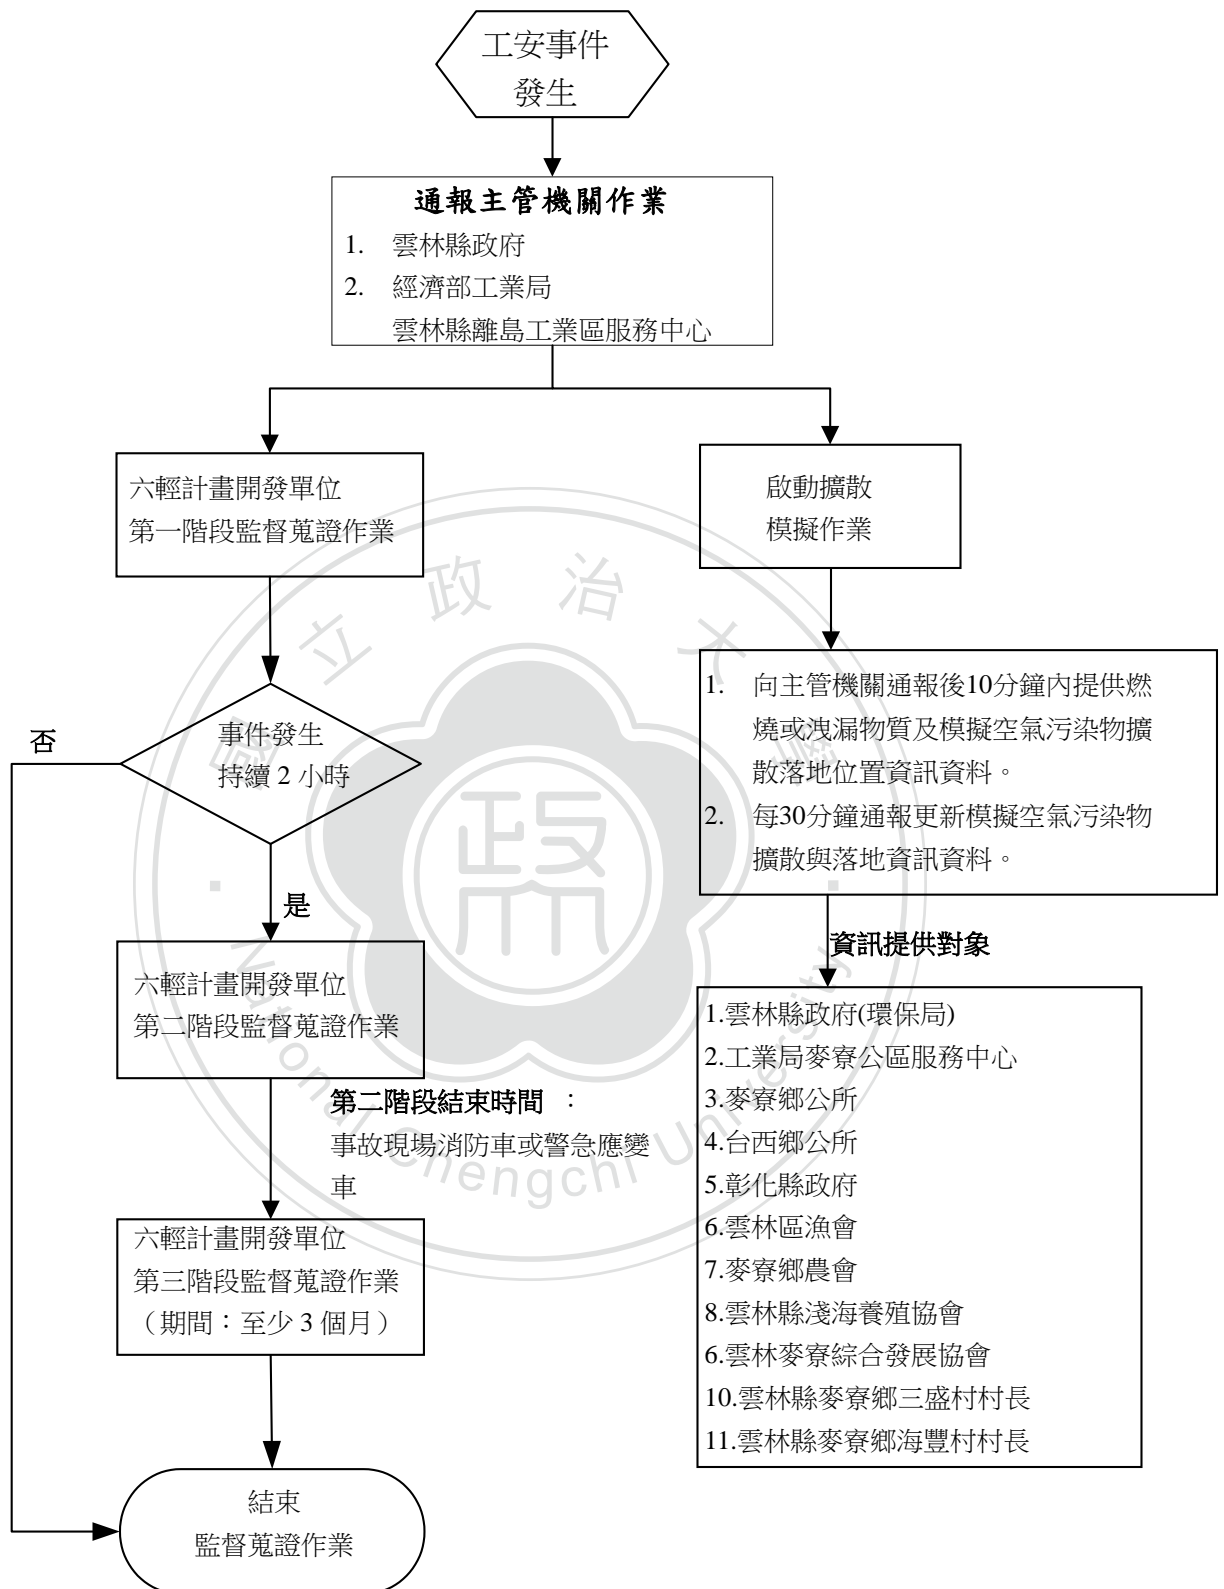 工安事件
發生
通報主管機關作業
1. 雲林縣政府
2. 經濟部工業局
雲林縣離島工業區服務中心
六輕計畫開發單位
第一階段監督蒐證作業
啟動擴散
模擬作業
事件發生
持續 2 小時
否
是
1. 向主管機關通報後10分鐘內提供燃
燒或洩漏物質及模擬空氣污染物擴
散落地位置資訊資料。
2. 每30分鐘通報更新模擬空氣污染物
擴散與落地資訊資料。
資訊提供對象
六輕計畫開發單位
第二階段監督蒐證作業
第二階段結束時間 ：
事故現場消防車或警急應變
車
六輕計畫開發單位
第三階段監督蒐證作業
（期間：至少 3 個月）
1.雲林縣政府(環保局)
2.工業局麥寮公區服務中心
3.麥寮鄉公所
4.台西鄉公所
5.彰化縣政府
6.雲林區漁會
7.麥寮鄉農會
8.雲林縣淺海養殖協會
6.雲林麥寮綜合發展協會
10.雲林縣麥寮鄉三盛村村長
11.雲林縣麥寮鄉海豐村村長
結束
監督蒐證作業
國立政治大學
政
National Chengchi University